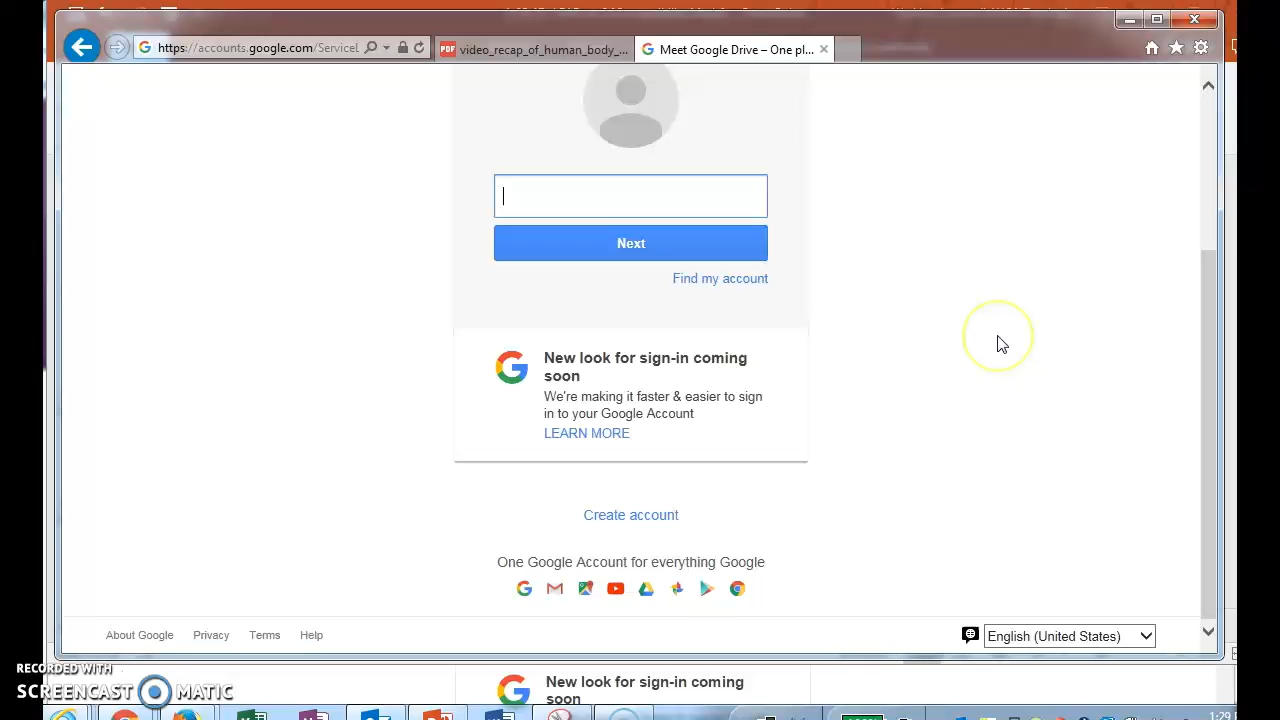 https://accounts.google.com/Servicel
PDF video_recap_of_human_body_...
Meet Google Drive – One pl...
Next
Find my account
New look for sign-in coming
soon
We're making it faster & easier to sign
in to your Google Account
LEARN MORE
Create account
One Google Account for everything Google
About Google Privacy Terms Help
English (United States)
RECORDED WITH
SCREENCAST MATIC
New look for sign-in coming
soon
1:29